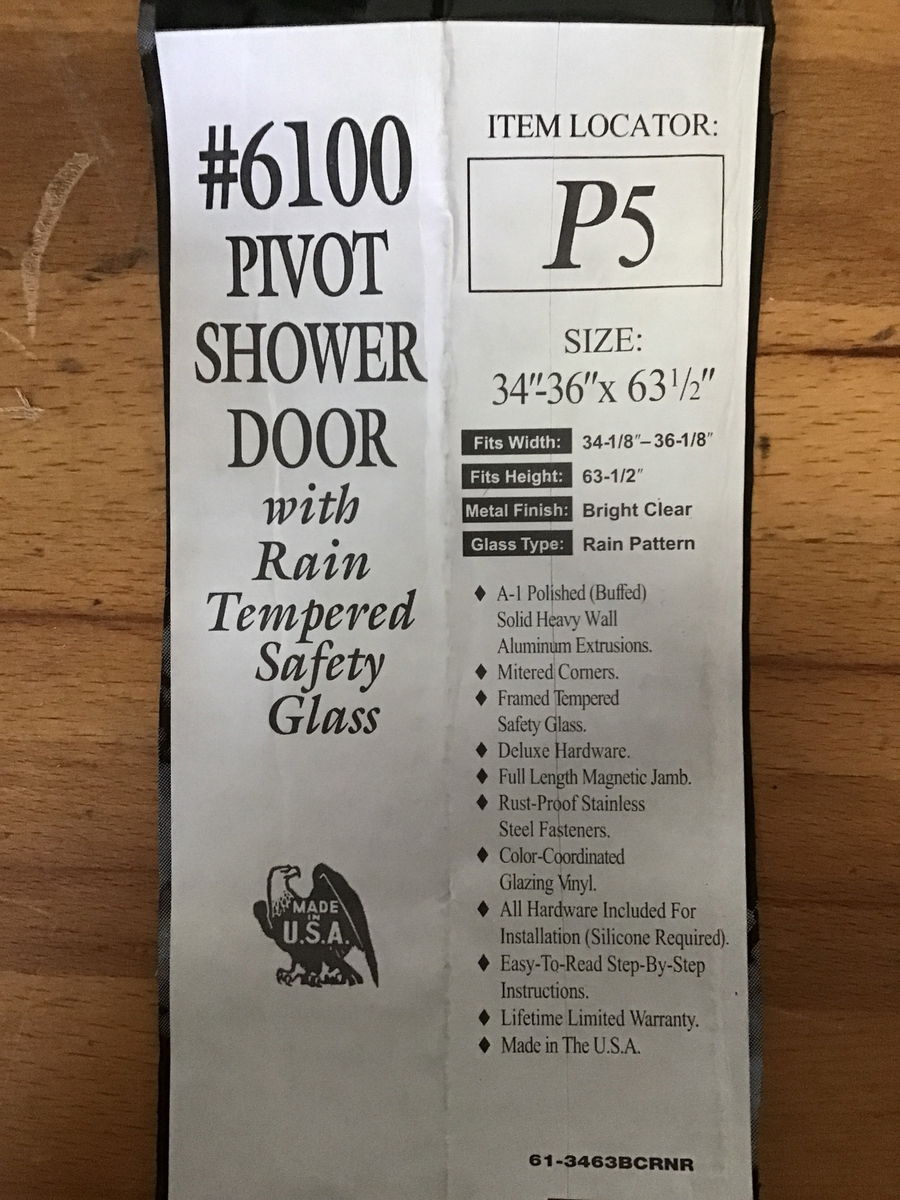 #6100
PIVOT
SHOWER
DOOR
with
Rain
Tempered
Safety
Glass
MADE
IN
U.S.A.
ITEM LOCATOR:
P5
SIZE:
34"-36"x 63 1/2"
Fits Width: 34-1/8"–36-1/8"
Fits Height: 63-1/2"
Metal Finish: Bright Clear
Glass Type: Rain Pattern
♦ A-1 Polished (Buffed)
Solid Heavy Wall
Aluminum Extrusions.
♦ Mitered Corners.
♦ Framed Tempered
Safety Glass.
♦ Deluxe Hardware.
♦ Full Length Magnetic Jamb.
♦ Rust-Proof Stainless
Steel Fasteners.
♦ Color-Coordinated
Glazing Vinyl.
♦ All Hardware Included For
Installation (Silicone Required).
♦ Easy-To-Read Step-By-Step
Instructions.
♦ Lifetime Limited Warranty.
♦ Made in The U.S.A.
61-3463BCRNR